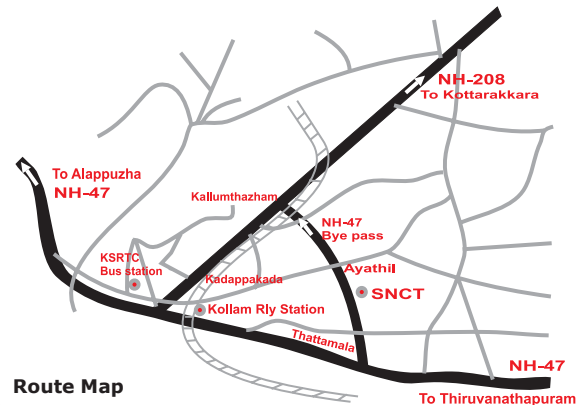 NH-208
To Kottarakkara
To Alappuzha
NH-47
Kallumthazham
NH-47
Bye pass
KSRTC
Bus station
Kadappakada
Ayathil
SNCT
Kollam Rly Station
Thattamala
NH-47
To Thiruvanathapuram
Route Map